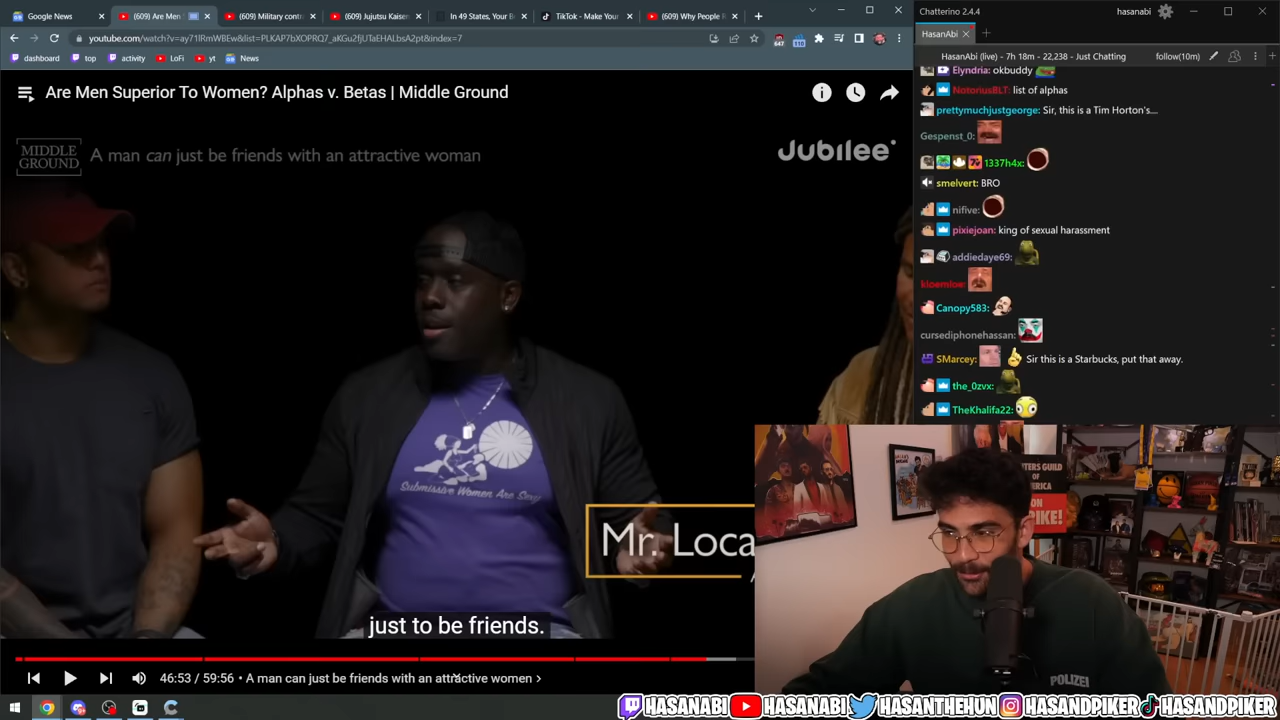 Google News
(609) Are Men
(609) Military contr
(609) Jujutsu Kaisen
In 49 States, Your B
TikTok - Make Your
(609) Why People
Chatterino 2.4.4
hasanabi
youtube.com/watch?v=ay71lRmWBEw&list=PLKAP7bXOPRQ7_aKGu2fjUTaEHALbsA2pt&index=7
HasanAbi
dashboard
top
activity
LoFi
yt
News
HasanAbi (live) - 7h 18m - 22,238 - Just Chatting
follow(10m)
Are Men Superior To Women? Alphas v. Betas | Middle Ground
MIDDLE
GROUND
A man can just be friends with an attractive woman
Jubilee
Elyndria: okbuddy
NotoriusBLT: list of alphas
prettymuchjustgeorge: Sir, this is a Tim Horton's....
Gespenst_0:
1337h4x:
smelvert: BRO
nifive:
pixiejoan: king of sexual harassment
addiedaye69:
kloemloe:
Canopy583:
cursediphonehassan:
SMarcey: Sir this is a Starbucks, put that away.
the_0zvx:
TheKhalifa22:
Submissive Women Are Sexy
Mr. Loca
just to be friends.
46:53 / 59:56 • A man can just be friends with an attractive woman >
POLIZEI
HASANABI
HASANABI
HASANTHEHUN
HASANDPIKER
HASANDPIKER